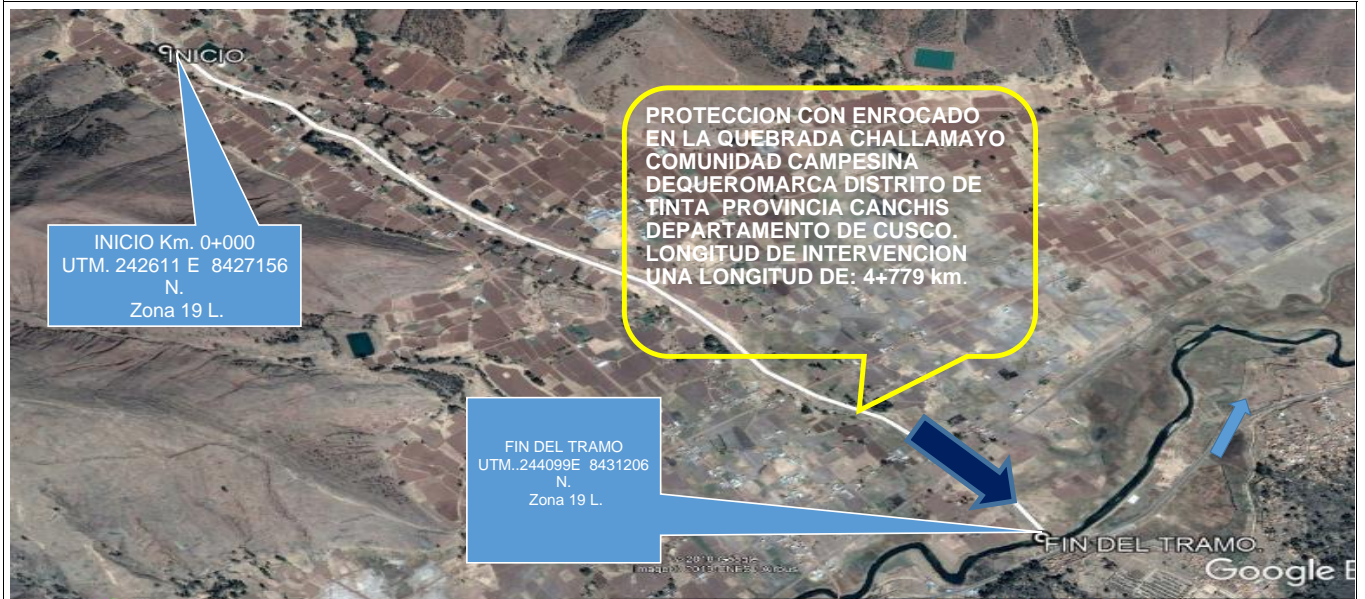 INICIO
PROTECCION CON ENROCADO
EN LA QUEBRADA CHALLAMAYO
COMUNIDAD CAMPESINA
DEQUEROMARCA DISTRITO DE
TINTA PROVINCIA CANCHIS
DEPARTAMENTO DE CUSCO.
LONGITUD DE INTERVENCION
UNA LONGITUD DE: 4+779 km.
INICIO Km. 0+000
UTM. 242611 E 8427156
N.
Zona 19 L.
FIN DEL TRAMO
UTM..244099E 8431206
N.
Zona 19 L.
FIN DEL TRAMO.
Google